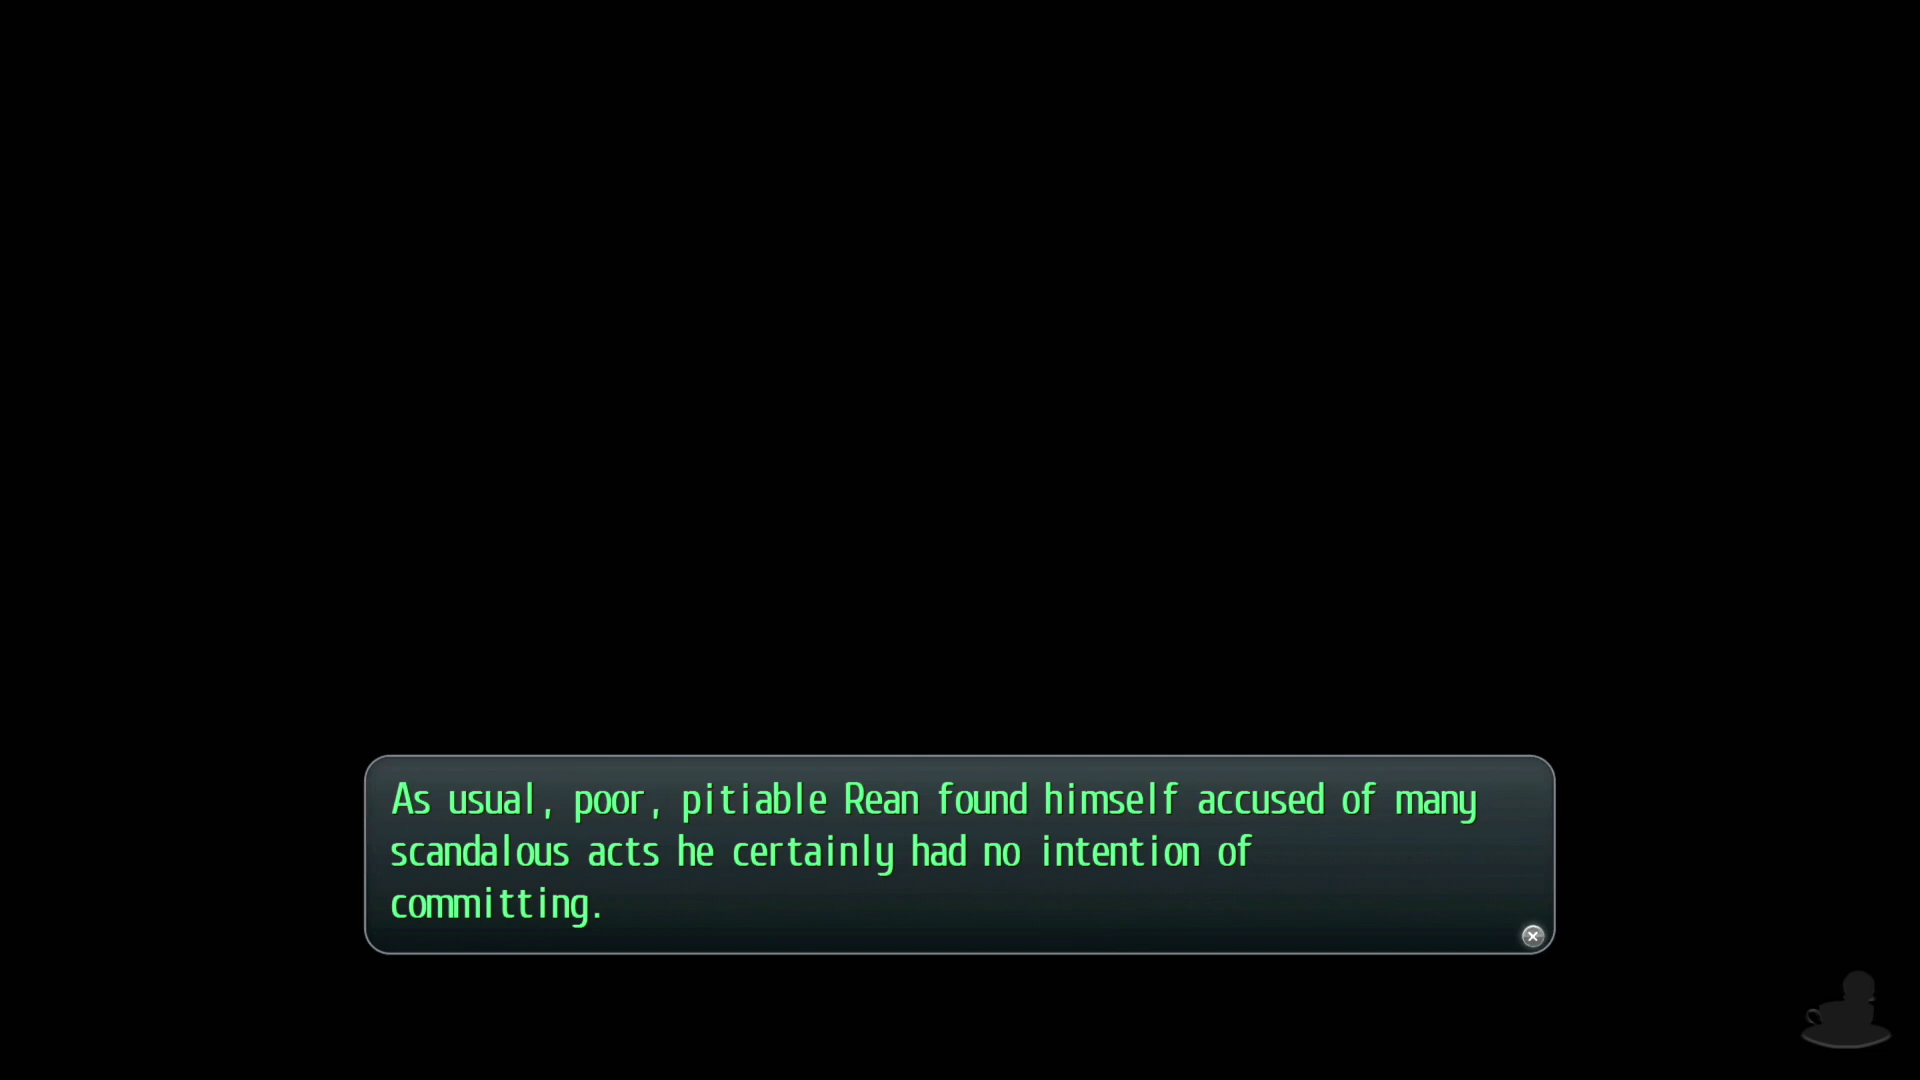 As usual, poor, pitiable Rean found himself accused of many
scandalous acts he certainly had no intention of
committing.